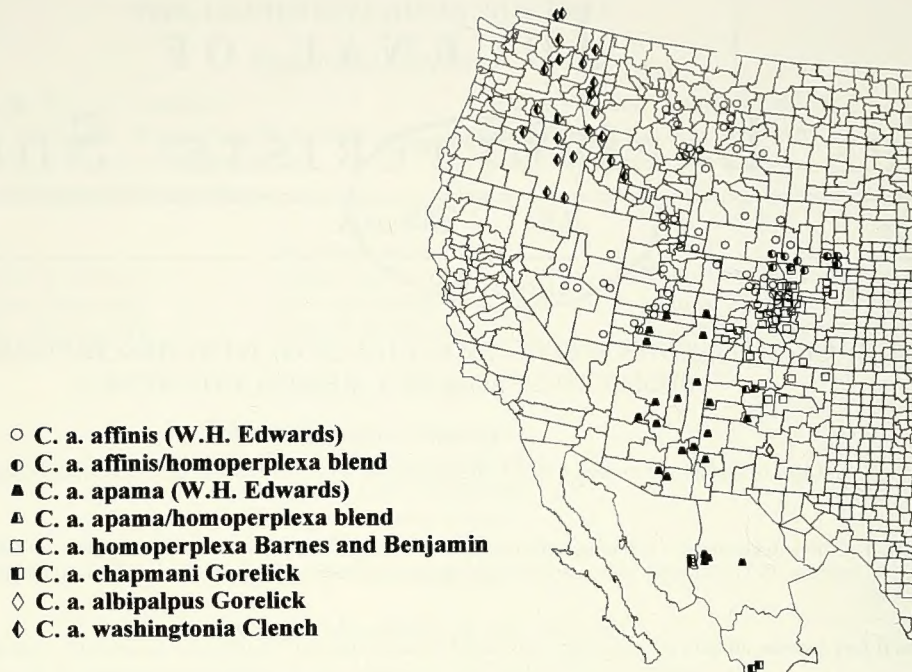 C. a. affinis (W.H. Edwards)
C. a. affinis/homoperplexa blend
C. a. apama (W.H. Edwards)
C. a. apama/homoperplexa blend
C. a. homoperplexa Barnes and Benjamin
C. a. chapmani Gorelick
C. a. albipalpus Gorelick
C. a. washingtonia Clench